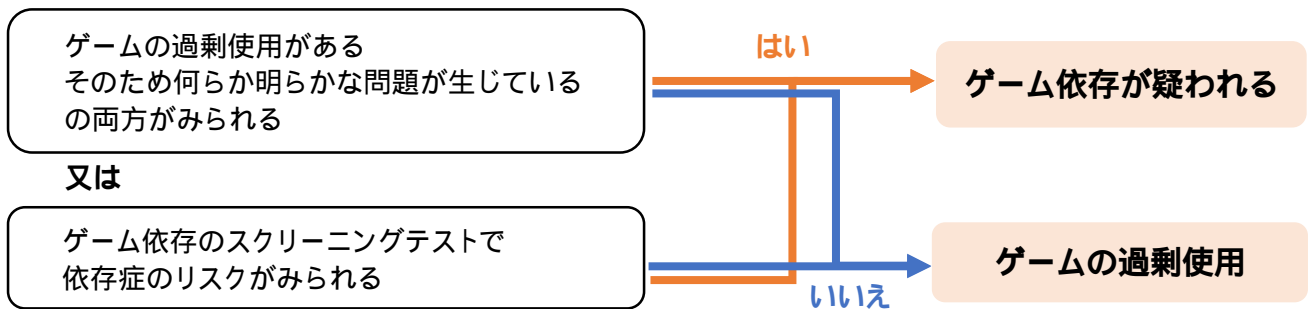 ゲームの過剰使用がある
そのため何らか明らかな問題が生じている
の両方がみられる
はい
ゲーム依存が疑われる
又は
ゲーム依存のスクリーニングテストで
依存症のリスクがみられる
いいえ
ゲームの過剰使用